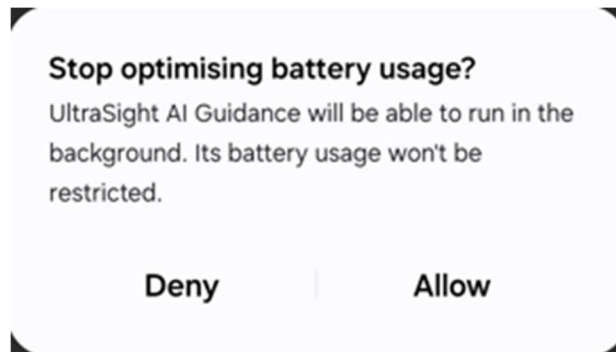 Stop optimising battery usage?
UltraSight AI Guidance will be able to run in the
background. Its battery usage won't be
restricted.
Deny
Allow